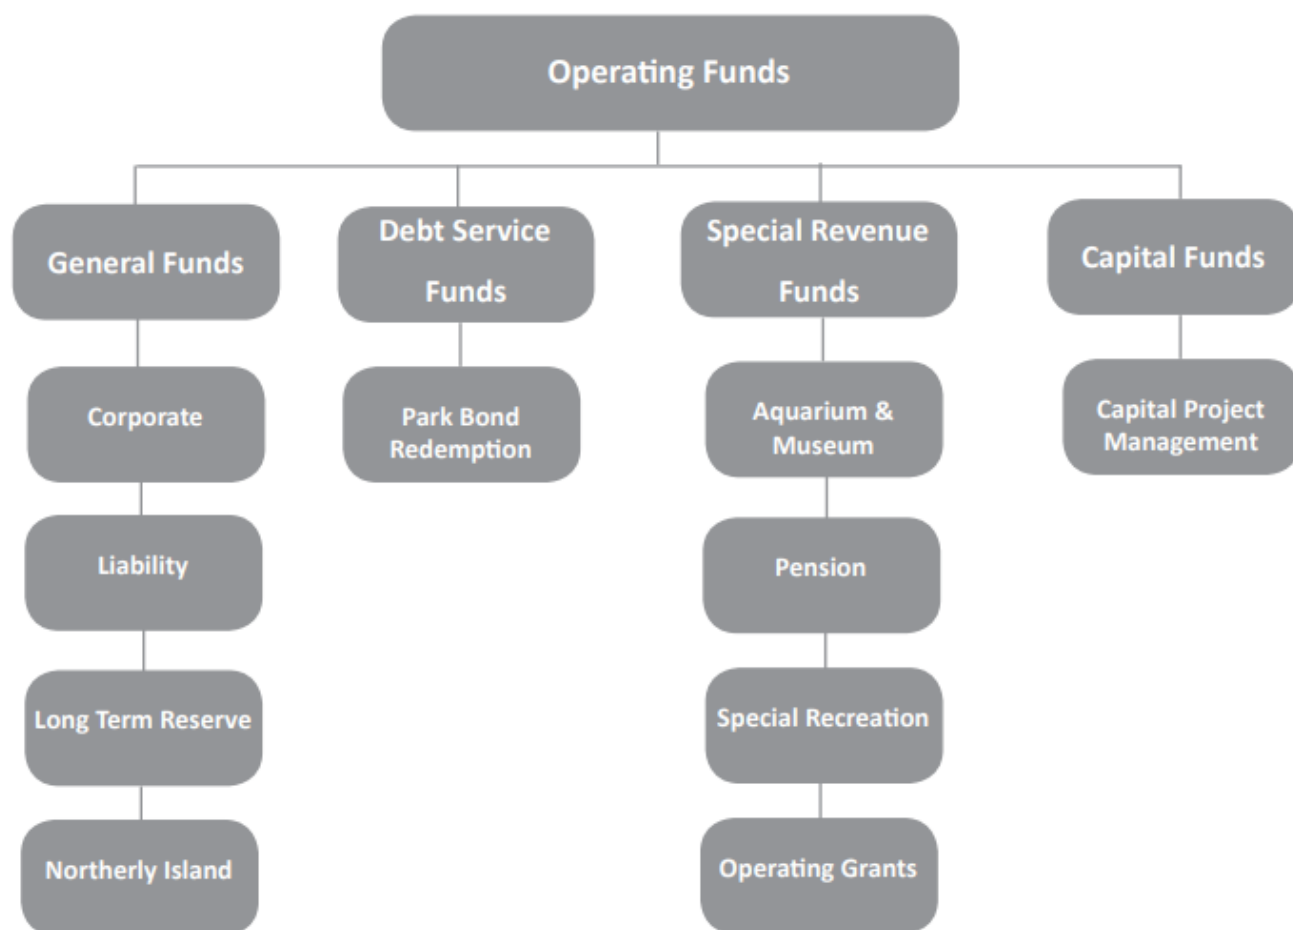 Operating Funds
General Funds
Debt Service
Funds
Special Revenue
Funds
Capital Funds
Corporate
Park Bond
Redemption
Aquarium &
Museum
Capital Project
Management
Liability
Pension
Long Term Reserve
Special Recreation
Northerly Island
Operating Grants